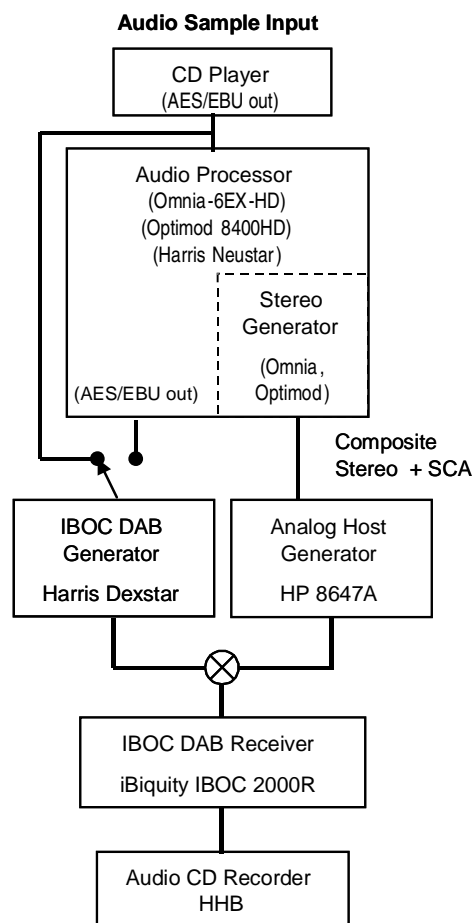 Audio Sample Input
CD Player
(AES/EBU out)
Audio Processor
(Omnia-6EX-HD)
(Optimod 8400HD)
(Harris Neustar)
Stereo
Generator
(Omnia,
Optimod)
(AES/EBU out)
Composite
Stereo + SCA
IBOC DAB
Generator
Harris Dexstar
Analog Host
Generator
HP 8647A
IBOC DAB Receiver
iBiquity IBOC 2000R
Audio CD Recorder
HHB